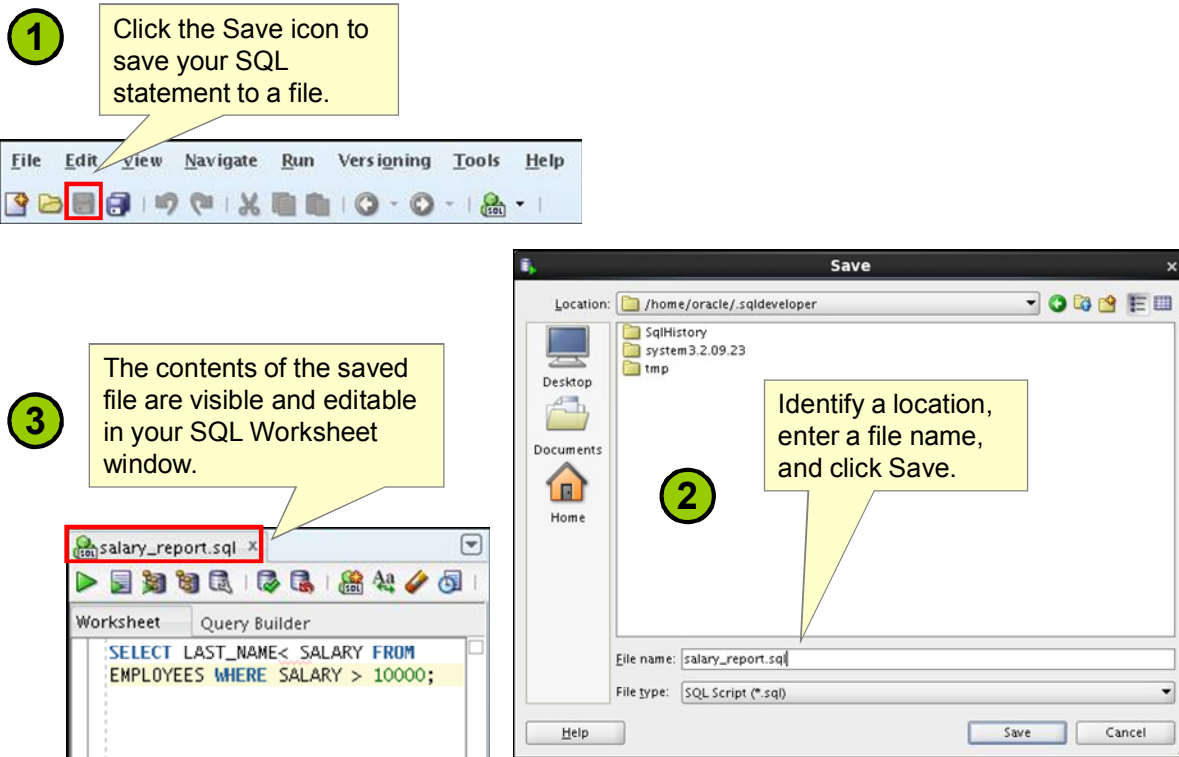 1
Click the Save icon to
save your SQL
statement to a file.
File Edit View Navigate Run Versioning Tools Help
SQL
Save
Location: /home/oracle/.sqldeveloper
SqlHistory
system3.2.09.23
tmp
Desktop
Documents
Home
2
Identify a location,
enter a file name,
and click Save.
File name: salary_report.sql
File type: SQL Script (*.sql)
Help Save Cancel
3
The contents of the saved
file are visible and editable
in your SQL Worksheet
window.
SQL salary_report.sql
SQL Aa
Worksheet Query Builder
SELECT LAST_NAME< SALARY FROM
EMPLOYEES WHERE SALARY > 10000;